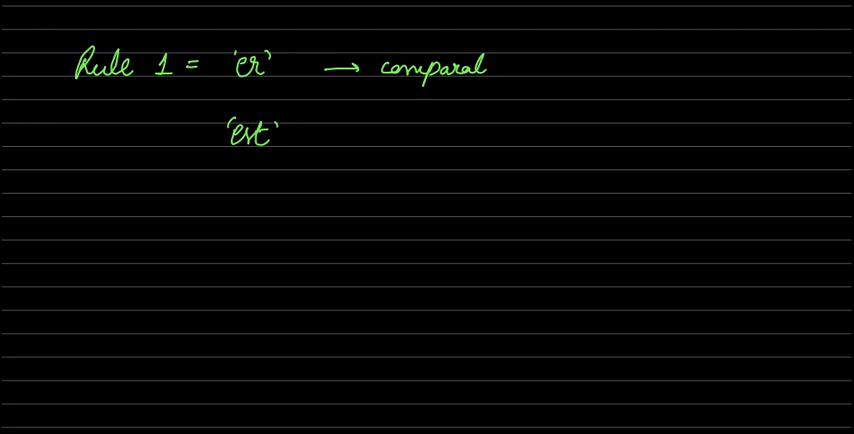 Rule 1 = 'er' → comparal
'est'